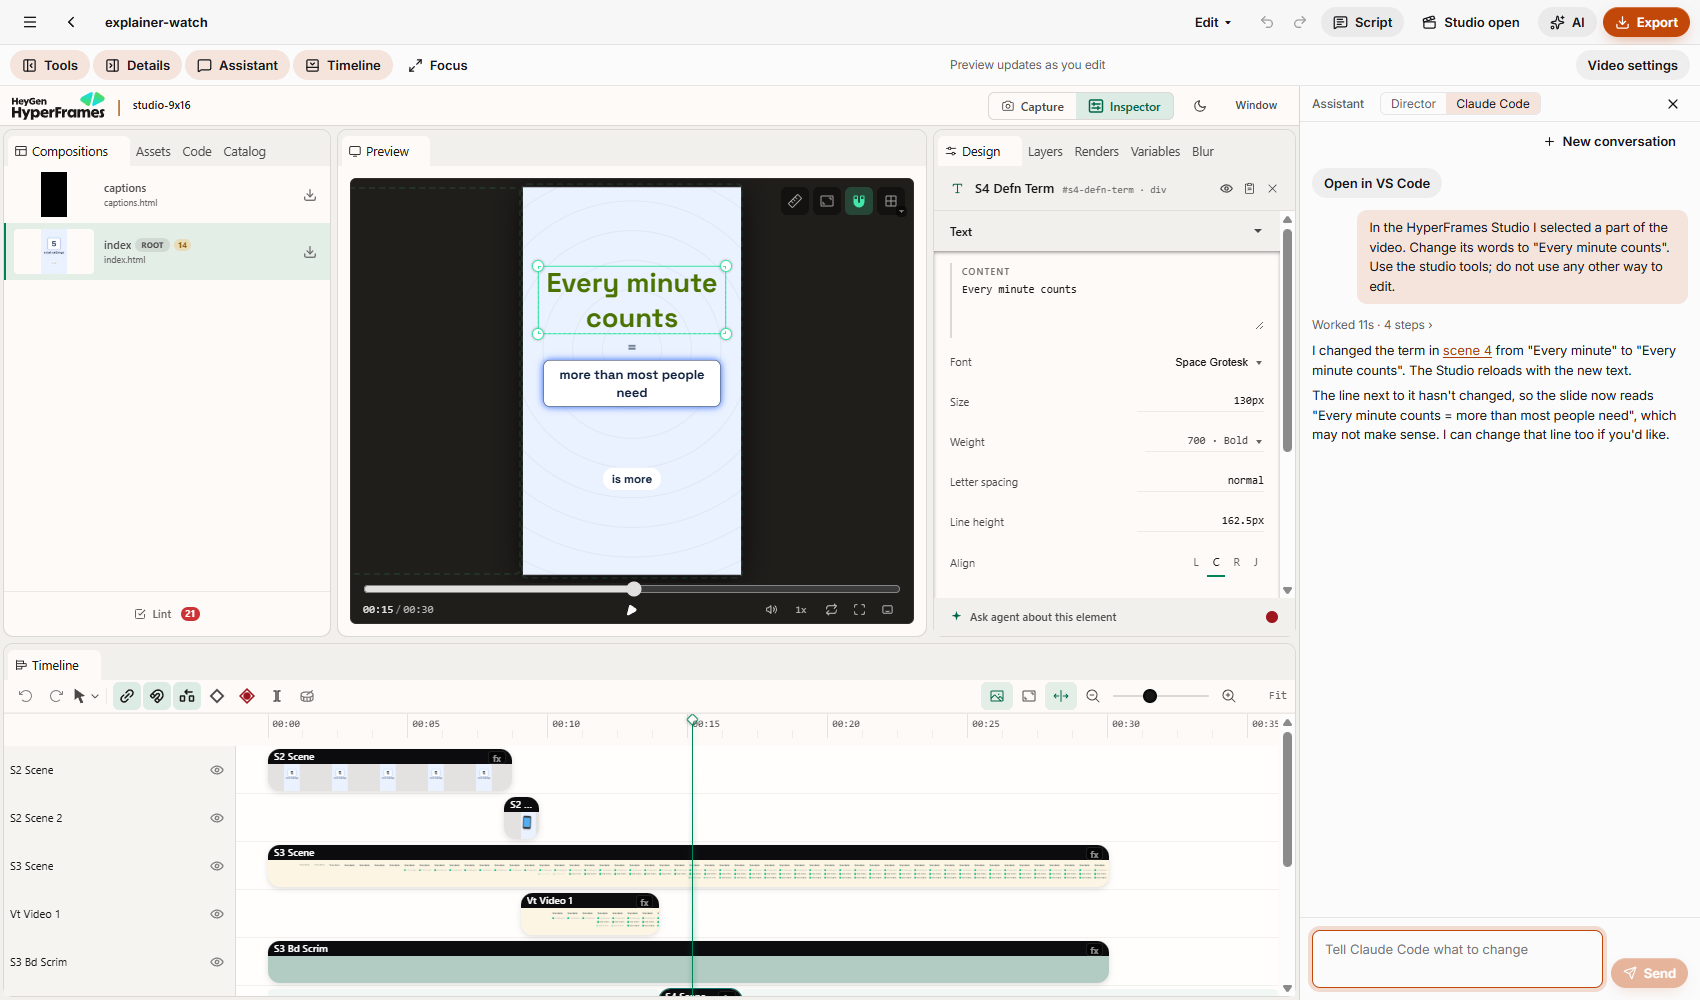 explainer-watch
Edit
Script
Studio open
AI
Export
Tools
Details
Assistant
Timeline
Focus
Preview updates as you edit
Video settings
HeyGen
HyperFrames
studio-9x16
Capture
Inspector
Window
Assistant
Director
Claude Code
New conversation
Open in VS Code
In the HyperFrames Studio I selected a part of the
video. Change its words to "Every minute counts".
Use the studio tools; do not use any other way to
edit.
Worked 11s · 4 steps ›
I changed the term in scene 4 from "Every minute" to "Every
minute counts". The Studio reloads with the new text.
The line next to it hasn't changed, so the slide now reads
"Every minute counts = more than most people need", which
may not make sense. I can change that line too if you'd like.
Tell Claude Code what to change
Send
Compositions
Assets
Code
Catalog
captions
captions.html
5
index
ROOT
14
index.html
Lint
21
Preview
Every minute
counts
=
more than most people
need
is more
00:15/00:30
1x
Design
Layers
Renders
Variables
Blur
S4 Defn Term
#s4-defn-term · div
Text
CONTENT
Every minute counts
Font
Space Grotesk
Size
130px
Weight
700 · Bold
Letter spacing
normal
Line height
162.5px
Align
L
C
R
J
Ask agent about this element
Timeline
Fit
00:00
00:05
00:10
00:15
00:20
00:25
00:30
00:35
S2 Scene
S2 Scene
fx
S2 Scene 2
S2 ...
S3 Scene
S3 Scene
fx
Vt Video 1
Vt Video 1
fx
S3 Bd Scrim
S3 Bd Scrim
fx